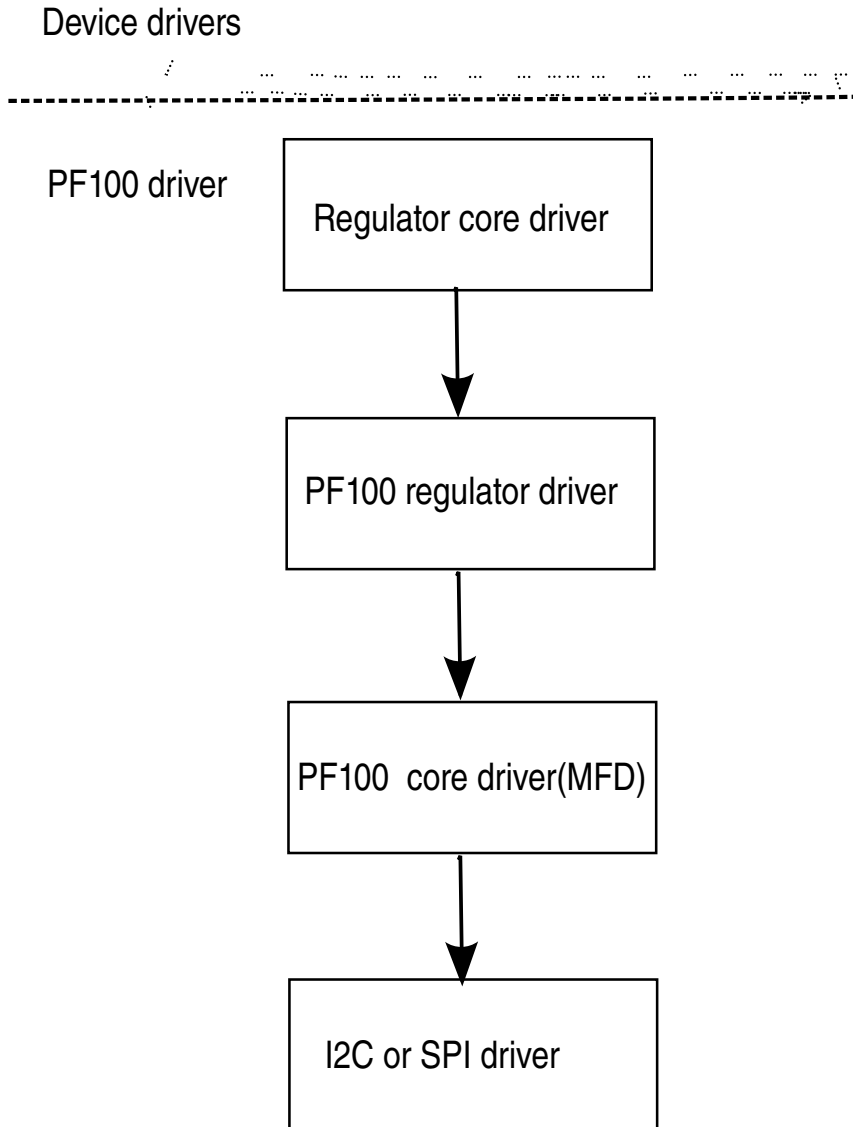 Device drivers
PF100 driver
Regulator core driver
PF100 regulator driver
PF100 core driver(MFD)
I2C or SPI driver